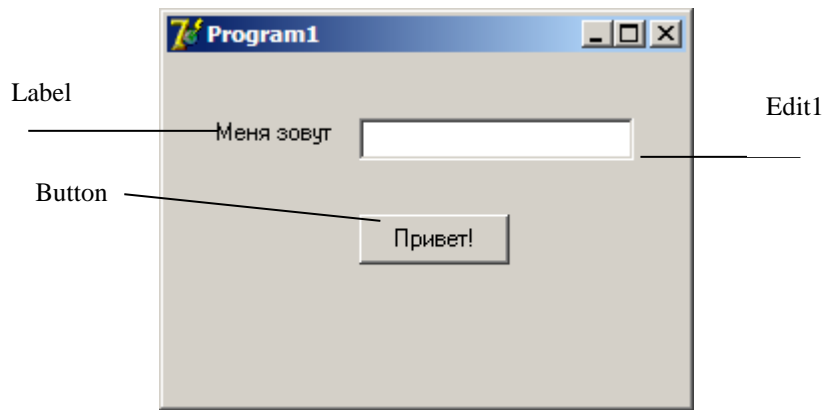 Program1
Label
Edit1
Меня зовут
Button
Привет!